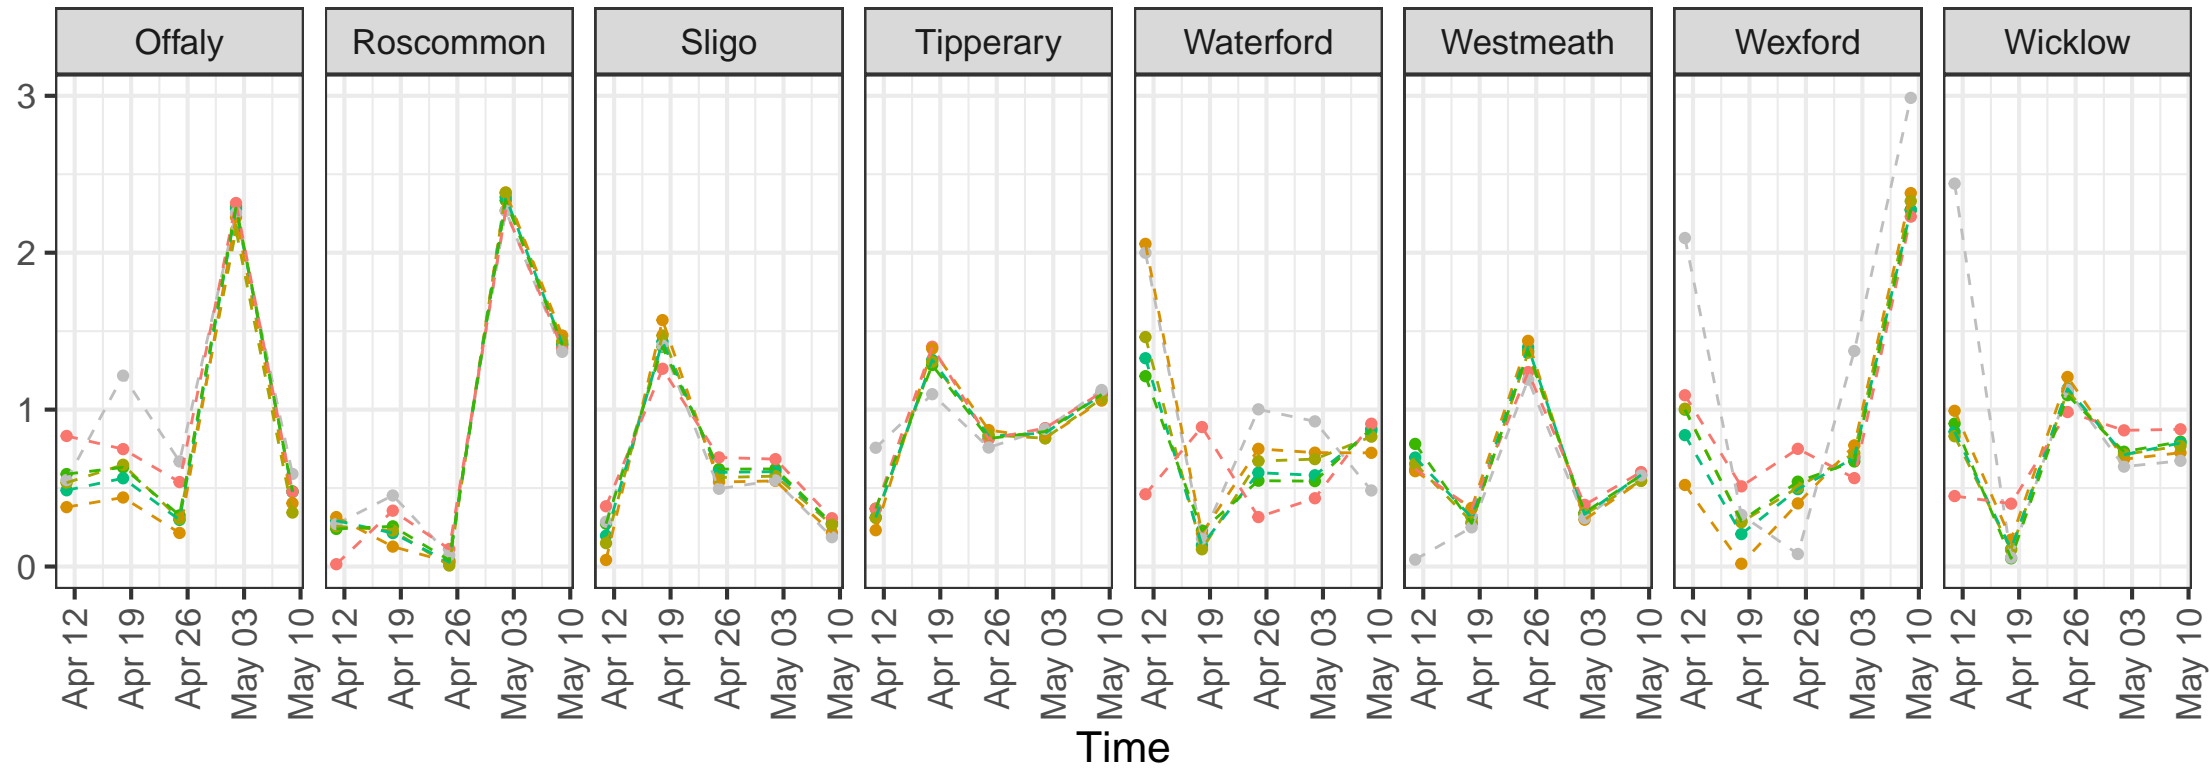 Offaly Roscommon Sligo Tipperary Waterford Westmeath Wexford Wicklow
3
2
1
0
Apr 12 Apr 19 Apr 26 May 03 May 10 Apr 12 Apr 19 Apr 26 May 03 May 10 Apr 12 Apr 19 Apr 26 May 03 May 10 Apr 12 Apr 19 Apr 26 May 03 May 10 Apr 12 Apr 19 Apr 26 May 03 May 10 Apr 12 Apr 19 Apr 26 May 03 May 10 Apr 12 Apr 19 Apr 26 May 03 May 10 Apr 12 Apr 19 Apr 26 May 03 May 10
Time